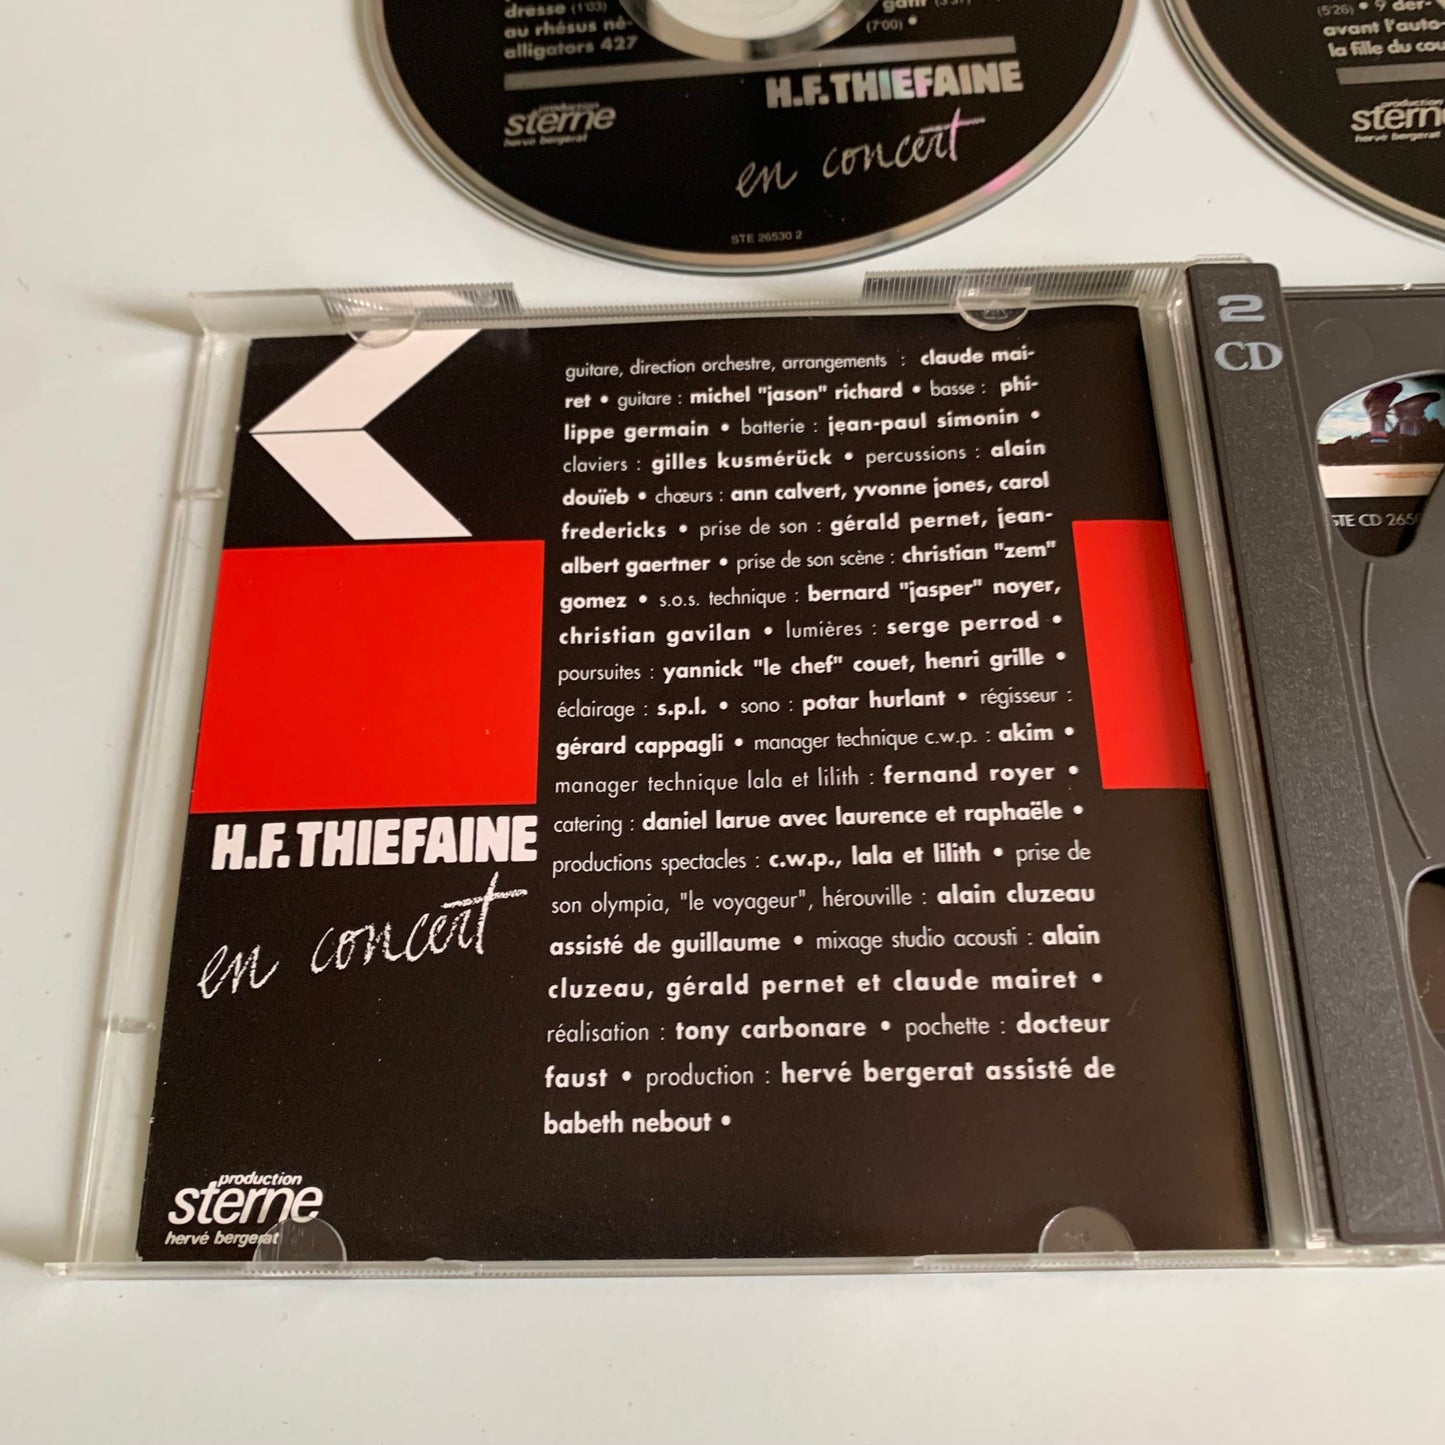 dresse (1'03)
au rhésus né-
alligators 427
(7'00) •
production
sterne
hervé bergerat
H.F.THIEFAINE
en concert
STE 26530 2
(5'26) • 9 der-
avant l'auto-
la fille du cou
production
hervé bergerat
2
CD
guitare, direction orchestre, arrangements : claude mai-
ret • guitare : michel "jason" richard • basse : phi-
lippe germain • batterie : jean-paul simonin •
claviers : gilles kusmérück • percussions : alain
douïeb • chœurs : ann calvert, yvonne jones, carol
fredericks • prise de son : gérald pernet, jean-
albert gaertner • prise de son scène : christian "zem"
gomez • s.o.s. technique : bernard "jasper" noyer,
christian gavilan • lumières : serge perrod •
poursuites : yannick "le chef" couet, henri grille •
éclairage : s.p.l. • sono : potar hurlant • régisseur :
gérard cappagli • manager technique c.w.p. : akim •
manager technique lala et lilith : fernand royer •
catering : daniel larue avec laurence et raphaële •
productions spectacles : c.w.p., lala et lilith • prise de
son olympia, "le voyageur", hérouville : alain cluzeau
assisté de guillaume • mixage studio acousti : alain
cluzeau, gérald pernet et claude mairet •
réalisation : tony carbonare • pochette : docteur
faust • production : hervé bergerat assisté de
babeth nebout •
H.F.THIEFAINE
en concert
production
sterne
hervé bergerat